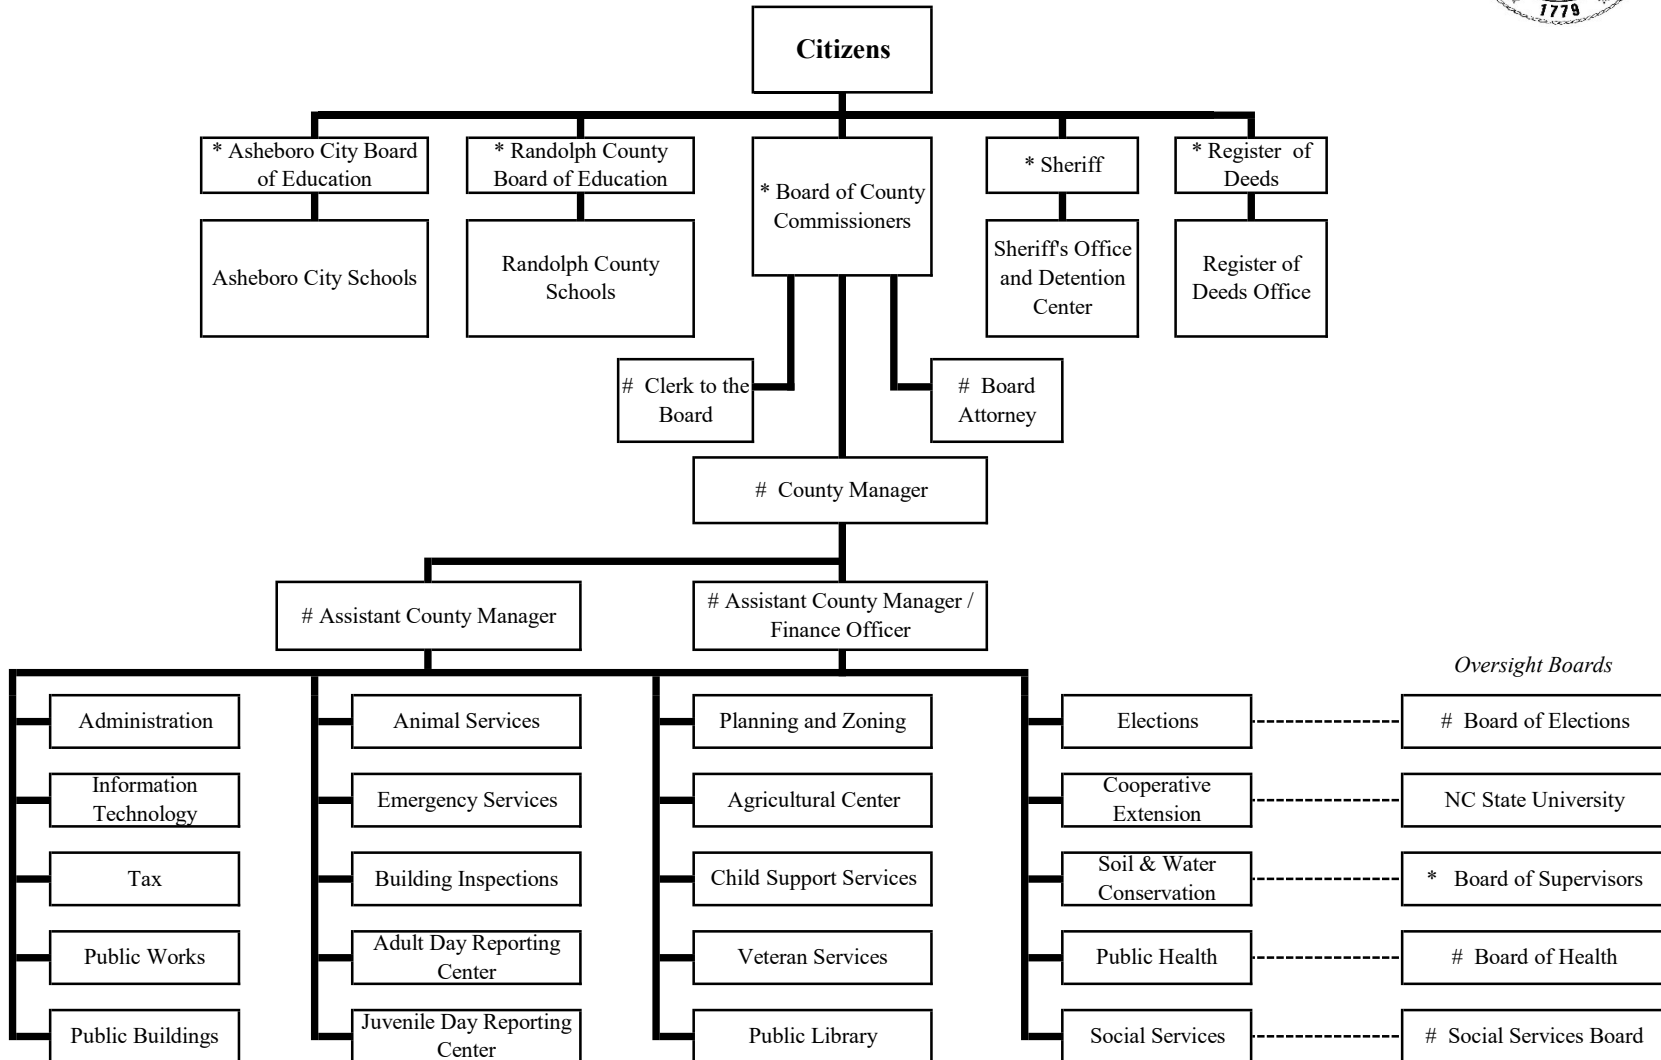 1779
Citizens
* Asheboro City Board
of Education
* Randolph County
Board of Education
* Board of County
Commissioners
* Sheriff
* Register of
Deeds
Asheboro City Schools
Randolph County
Schools
Sheriff's Office
and Detention
Center
Register of
Deeds Office
# Clerk to the
Board
# Board
Attorney
# County Manager
# Assistant County Manager
# Assistant County Manager /
Finance Officer
Oversight Boards
Administration
Animal Services
Planning and Zoning
Elections
# Board of Elections
Information
Technology
Emergency Services
Agricultural Center
Cooperative
Extension
NC State University
Tax
Building Inspections
Child Support Services
Soil & Water
Conservation
* Board of Supervisors
Public Works
Adult Day Reporting
Center
Veteran Services
Public Health
# Board of Health
Public Buildings
Juvenile Day Reporting
Center
Public Library
Social Services
# Social Services Board